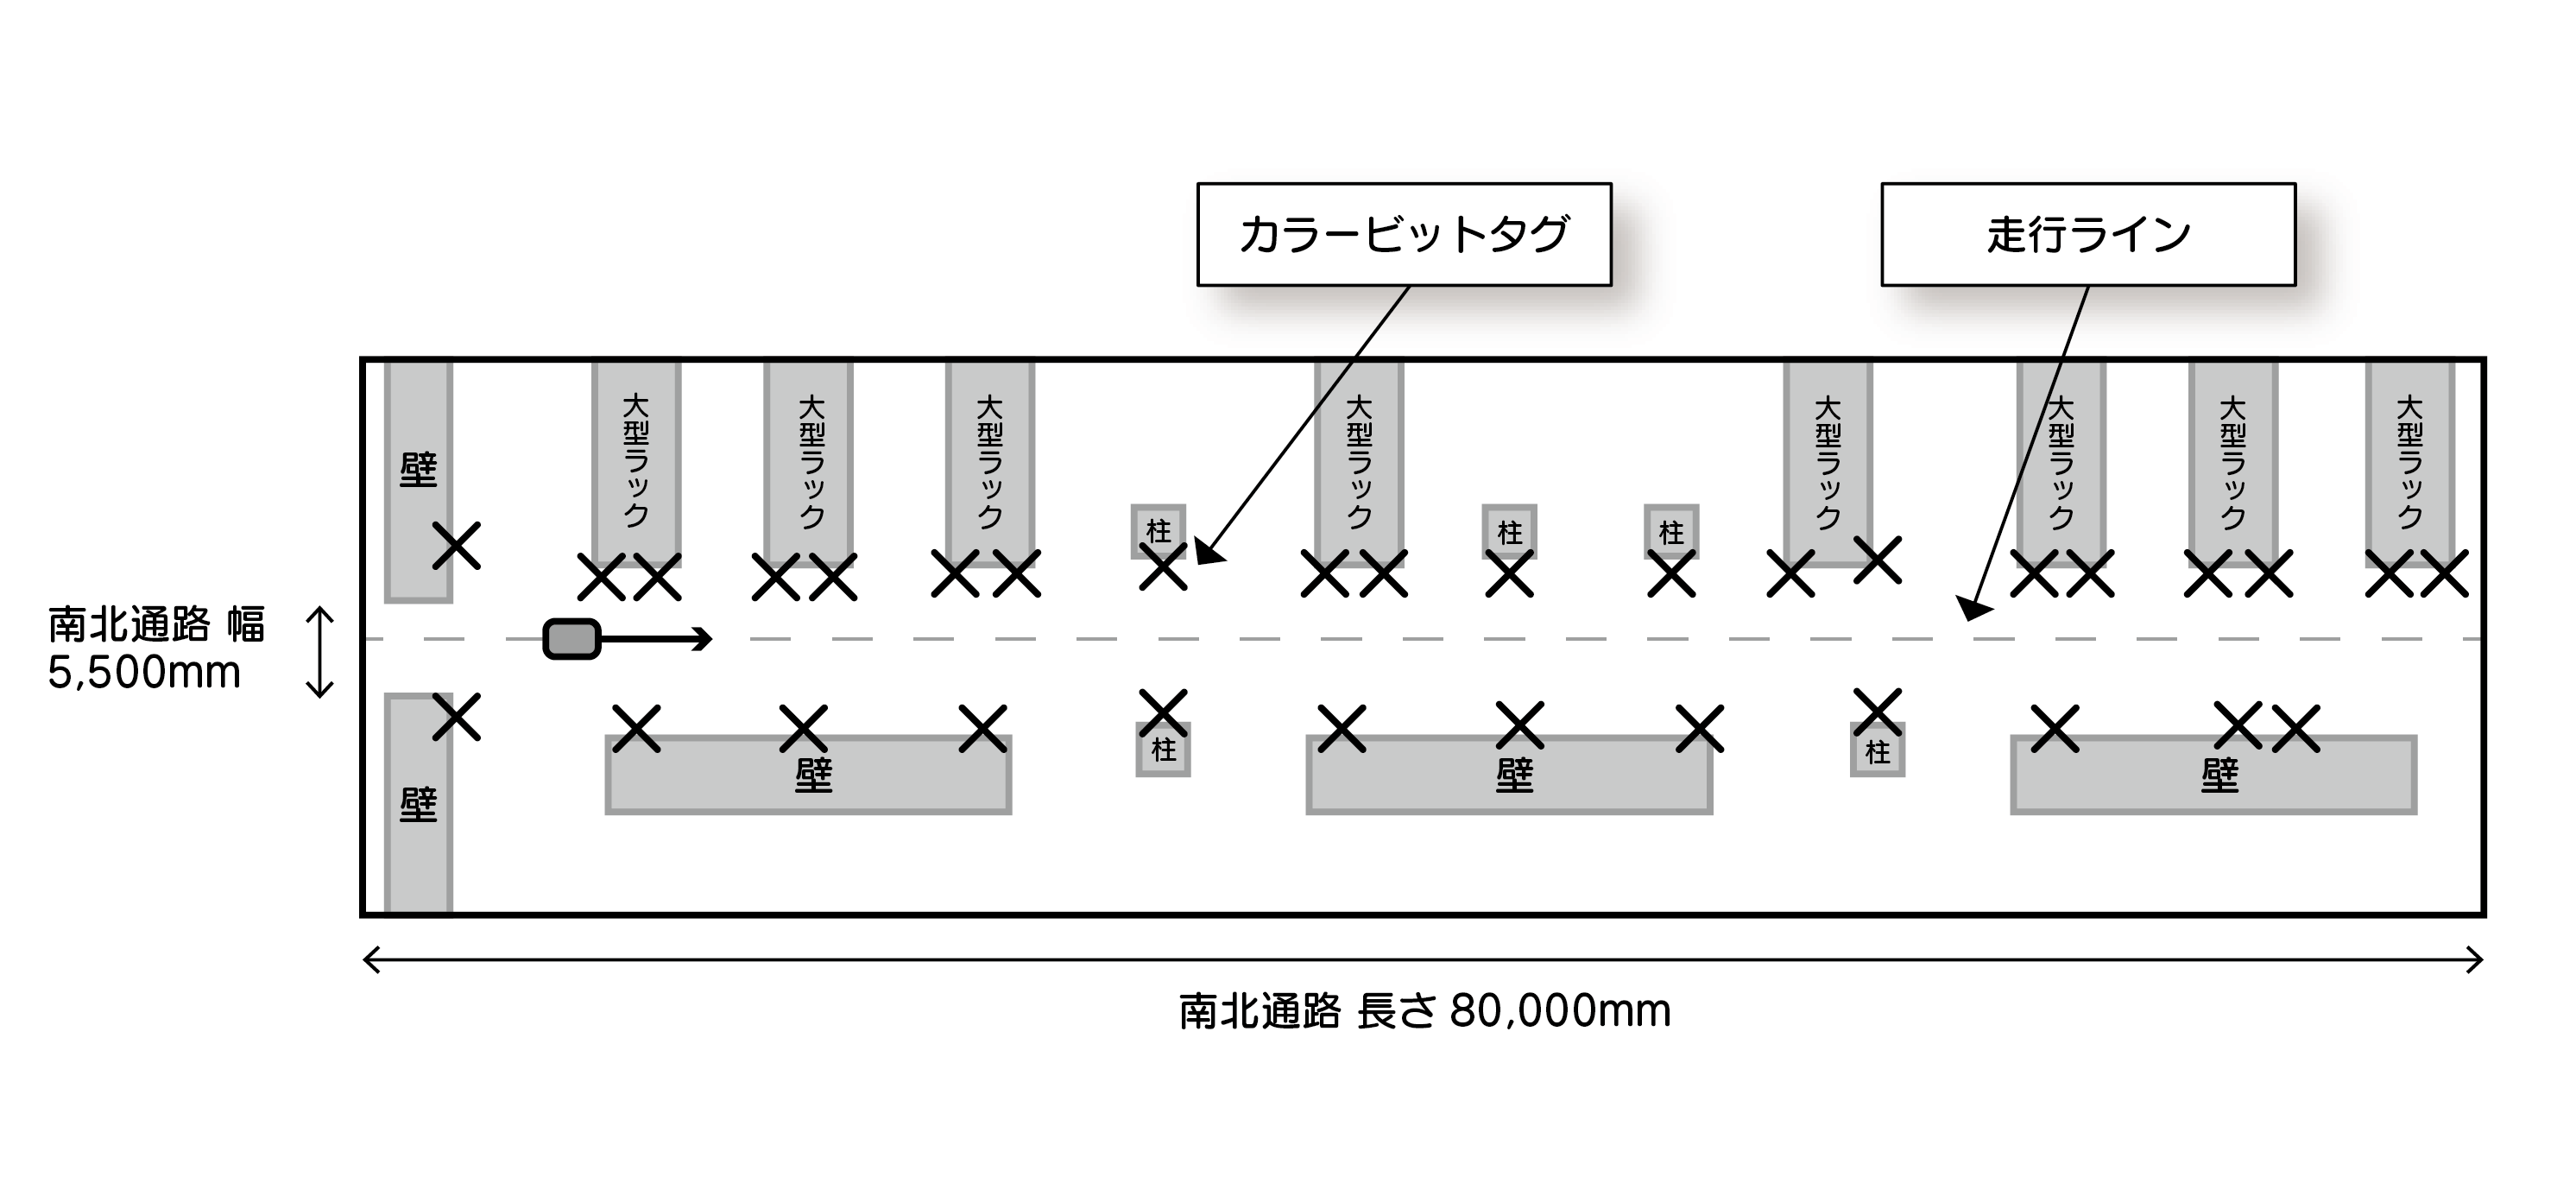 カラービットタグ
走行ライン
壁
大型ラック
大型ラック
大型ラック
柱
大型ラック
柱
柱
大型ラック
大型ラック
大型ラック
大型ラック
南北通路 幅
5,500mm
壁
壁
柱
壁
柱
壁
南北通路 長さ 80,000mm